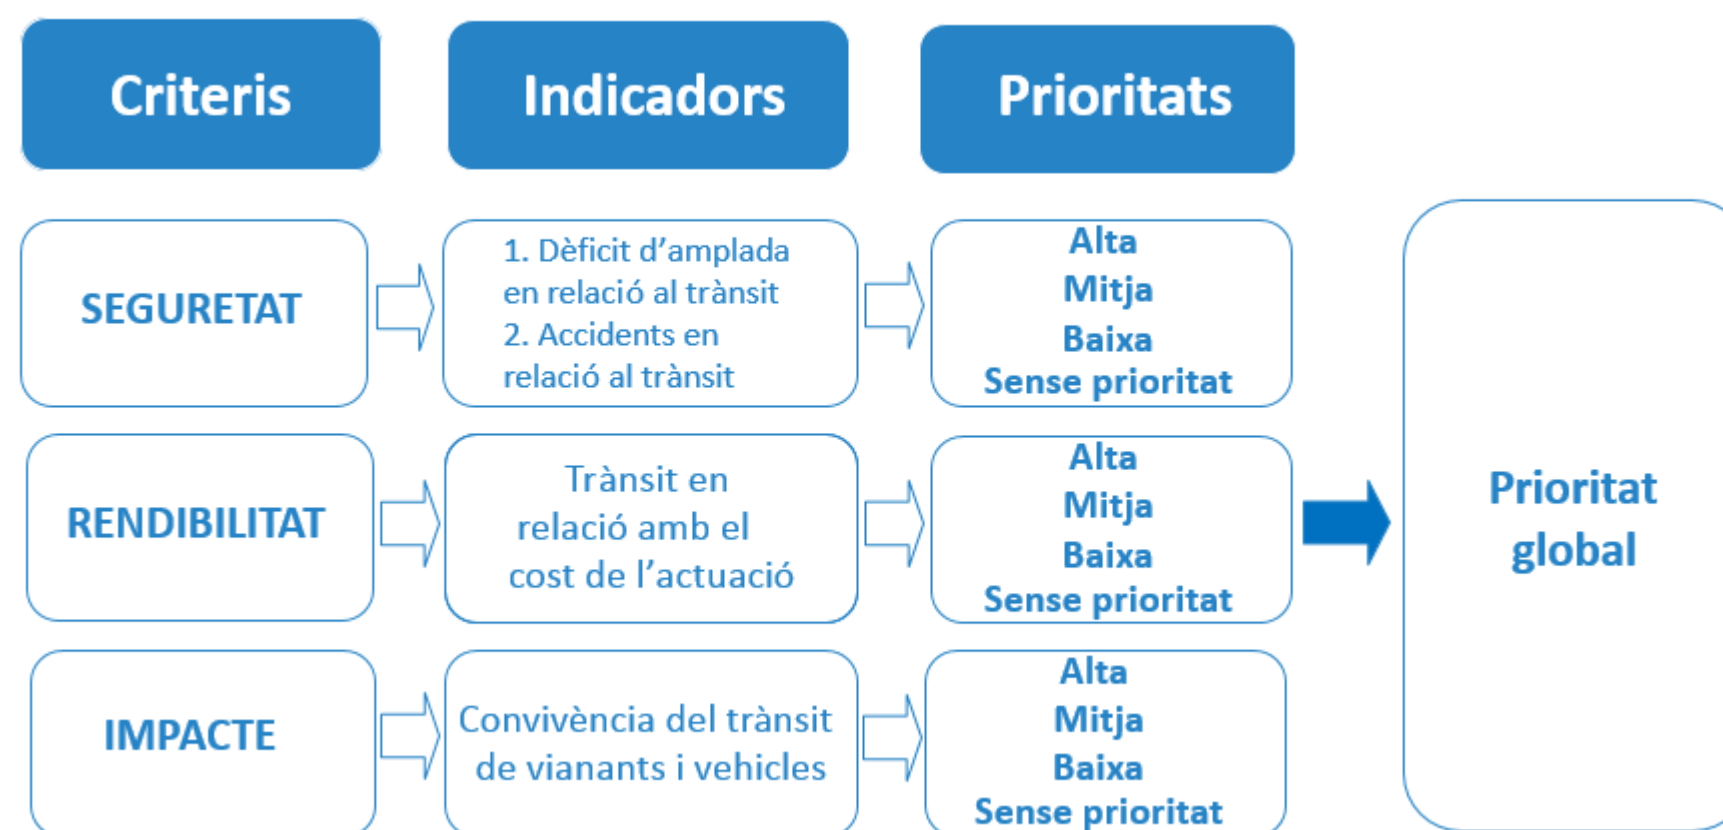 Criteris
Indicadors
Prioritats
SEGURETAT
1. Dèficit d’amplada
en relació al trànsit
2. Accidents en
relació al trànsit
Alta
Mitja
Baixa
Sense prioritat
RENDIBILITAT
Trànsit en
relació amb el
cost de l’actuació
Alta
Mitja
Baixa
Sense prioritat
IMPACTE
Convivència del trànsit
de vianants i vehicles
Alta
Mitja
Baixa
Sense prioritat
Prioritat
global